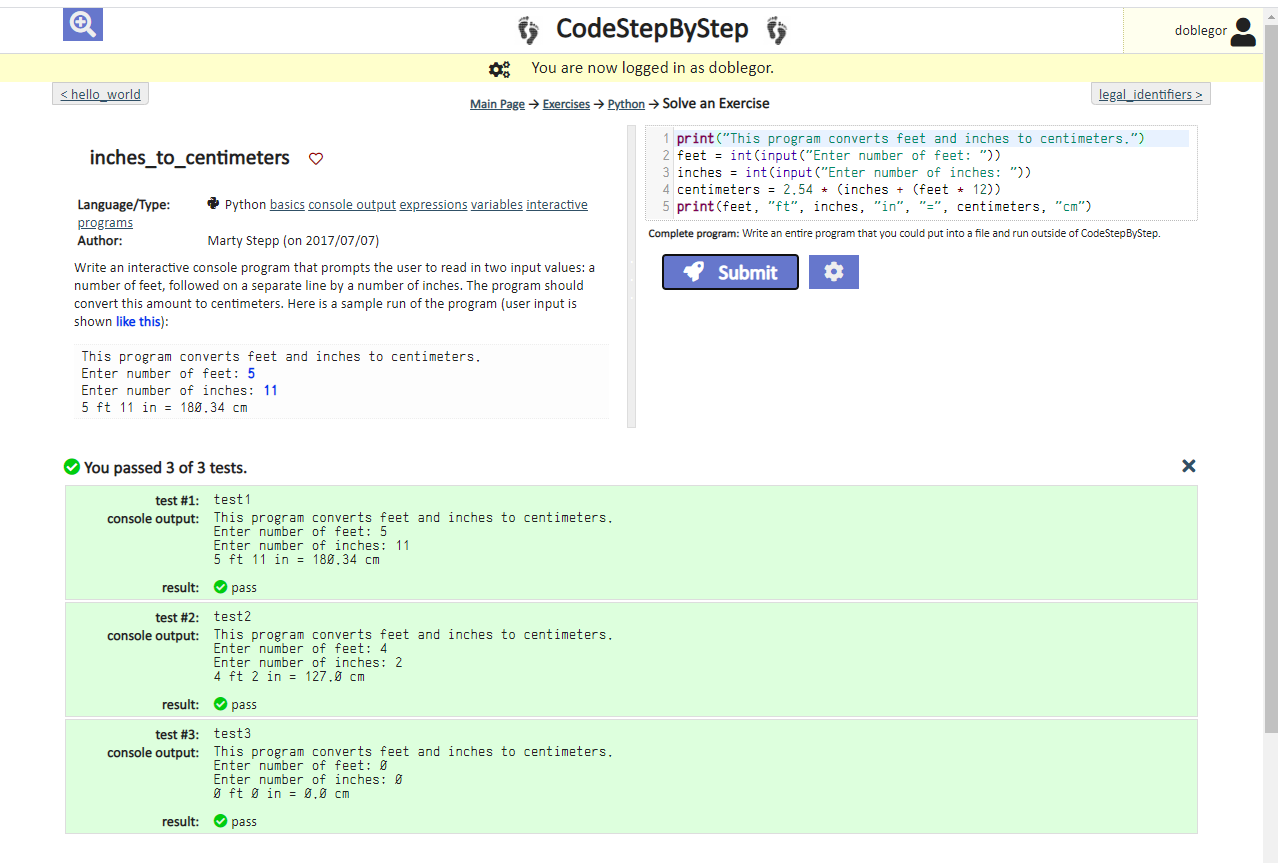 CodeStepByStep
doblegor
You are now logged in as doblegor.
< hello_world
Main Page → Exercises → Python → Solve an Exercise
legal_identifiers >
inches_to_centimeters
Language/Type: Python basics console output expressions variables interactive
programs
Author: Marty Stepp (on 2017/07/07)
Write an interactive console program that prompts the user to read in two input values: a
number of feet, followed on a separate line by a number of inches. The program should
convert this amount to centimeters. Here is a sample run of the program (user input is
shown like this):
This program converts feet and inches to centimeters.
Enter number of feet: 5
Enter number of inches: 11
5 ft 11 in = 180.34 cm
1 print("This program converts feet and inches to centimeters.")
2 feet = int(input("Enter number of feet: "))
3 inches = int(input("Enter number of inches: "))
4 centimeters = 2.54 * (inches + (feet * 12))
5 print(feet, "ft", inches, "in", "=", centimeters, "cm")
Complete program: Write an entire program that you could put into a file and run outside of CodeStepByStep.
Submit
You passed 3 of 3 tests.
test #1: test1
console output: This program converts feet and inches to centimeters.
Enter number of feet: 5
Enter number of inches: 11
5 ft 11 in = 180.34 cm
result: pass
test #2: test2
console output: This program converts feet and inches to centimeters.
Enter number of feet: 4
Enter number of inches: 2
4 ft 2 in = 127.0 cm
result: pass
test #3: test3
console output: This program converts feet and inches to centimeters.
Enter number of feet: 0
Enter number of inches: 0
0 ft 0 in = 0.0 cm
result: pass